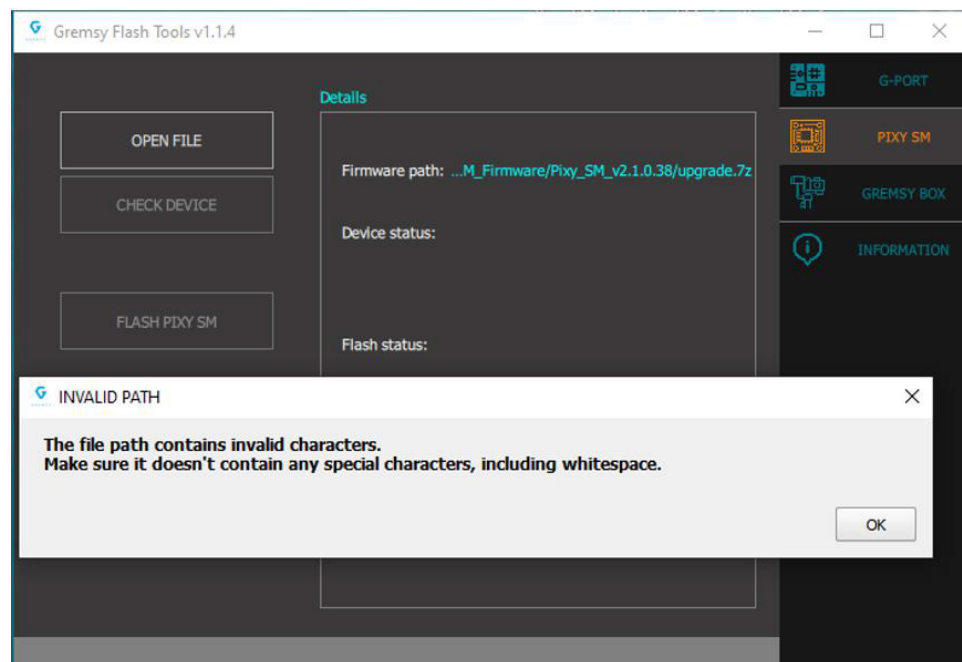 Gremsy Flash Tools v1.1.4
OPEN FILE
CHECK DEVICE
FLASH PIXY SM
Details
Firmware path: ...M_Firmware/Pixy_SM_v2.1.0.38/upgrade.7z
Device status:
Flash status:
G-PORT
PIXY SM
GREMSY BOX
INFORMATION
INVALID PATH
The file path contains invalid characters.
Make sure it doesn't contain any special characters, including whitespace.
OK